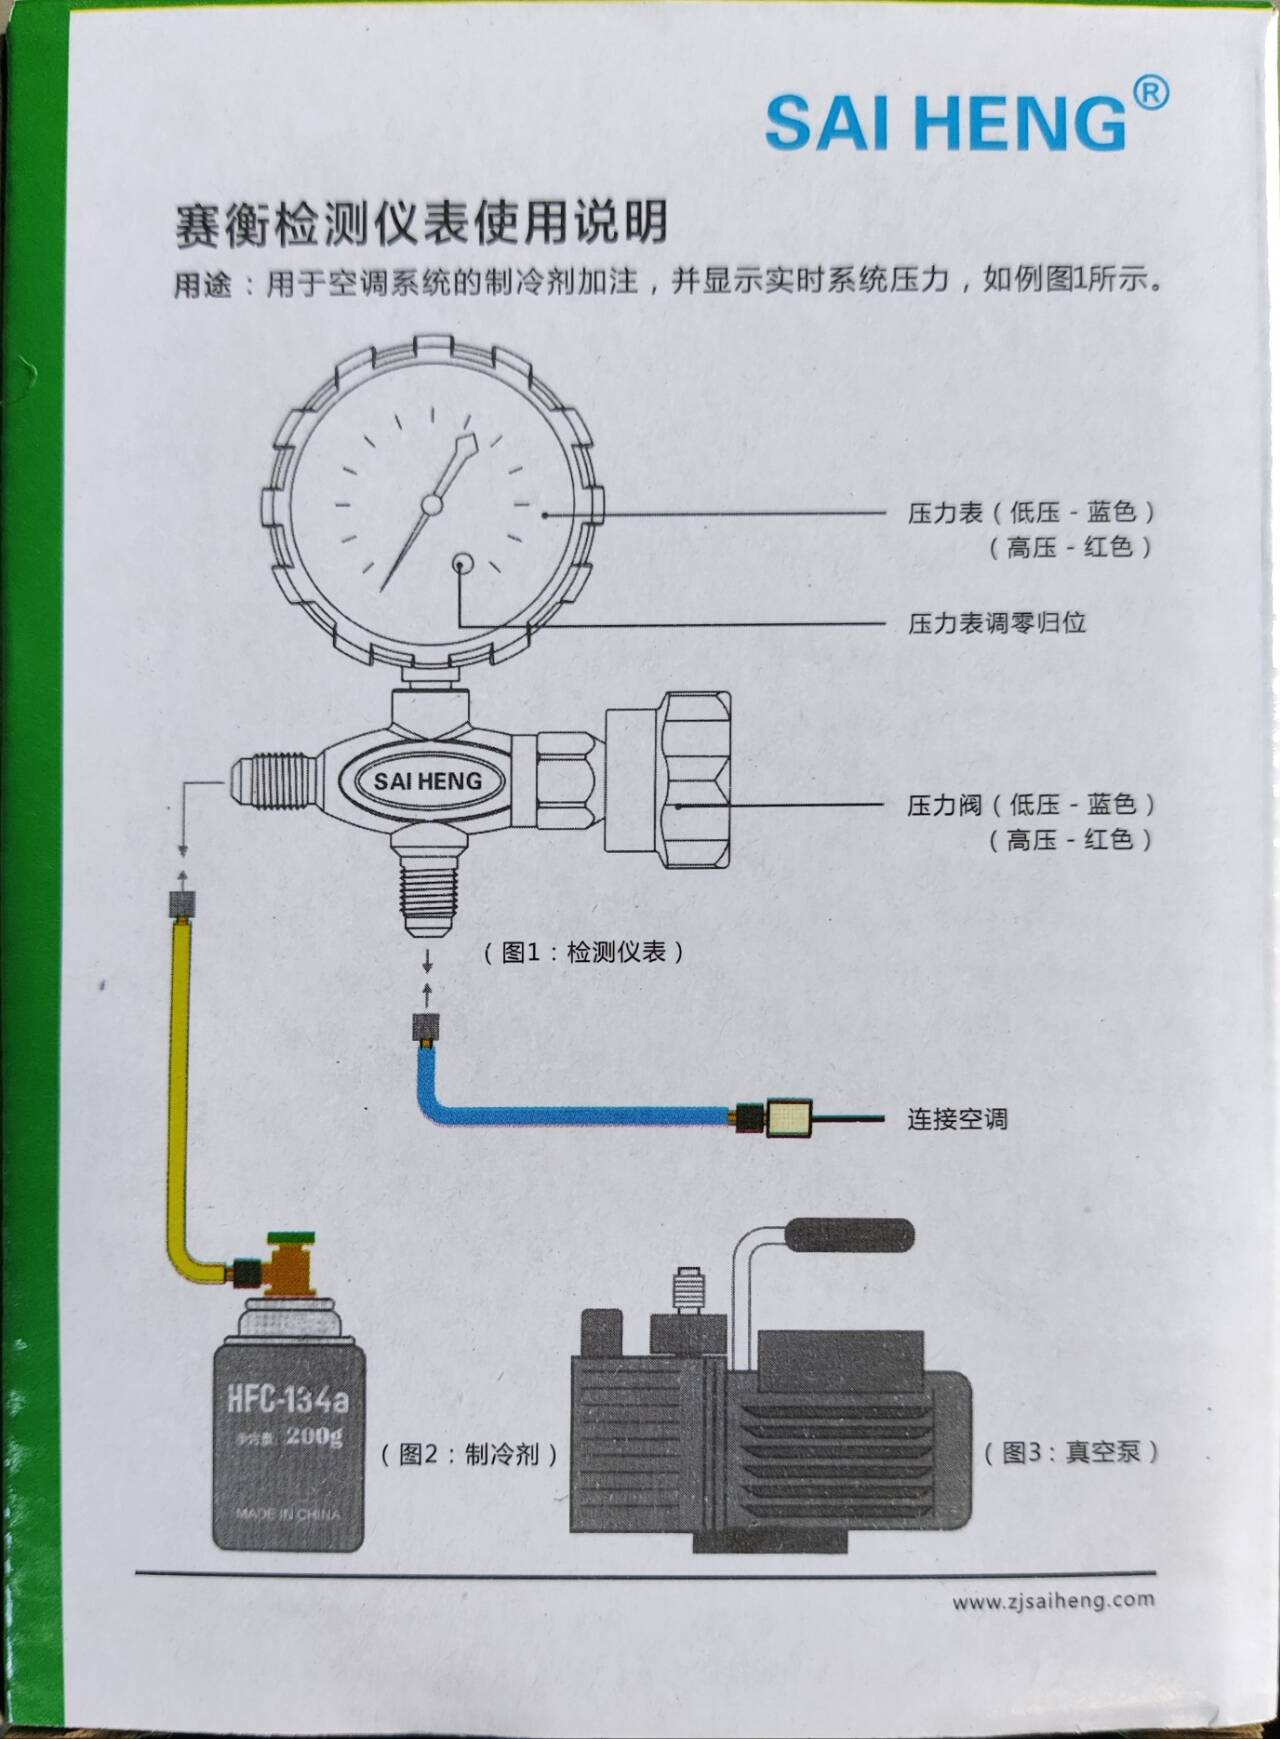 SAI HENG®
赛衡检测仪表使用说明
用途：用于空调系统的制冷剂加注，并显示实时系统压力，如例图1所示。
压力表（低压-蓝色）
（高压-红色）
压力表调零归位
SAI HENG
压力阀（低压-蓝色）
（高压-红色）
（图1：检测仪表）
连接空调
HFC-134a
净含量：200g
MADE IN CHINA
（图2：制冷剂）
（图3：真空泵）
www.zjsaiheng.com